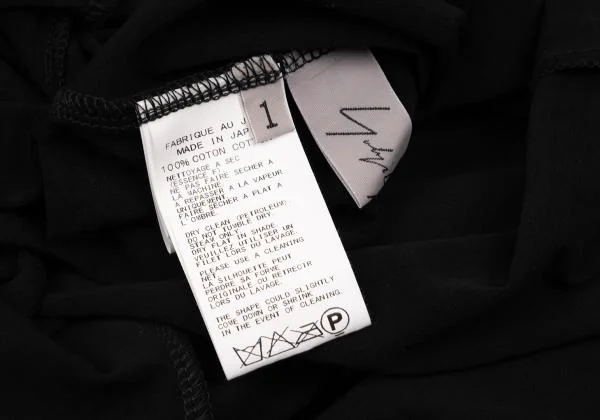 1
FABRIQUE AU J
MADE IN JAP
100% COTON COT
NETTOYAGE A SEC
(ESSENCE F).
NE PAS FAIRE SECHER A
LA MACHINE.
A REPASSER A LA VAPEUR
UNIQUEMENT.
FAIRE SECHER A PLAT A
L'OMBRE.
DRY CLEAN (PETROLEUM).
DO NOT TUMBLE DRY.
STEAM ONLY.
DRY FLAT IN SHADE.
UTILISER UN
FILET LORS DU LAVAGE.
PLEASE USE A CLEANING
NET.
LA SILHOUETTE PEUT
PERDRE SA FORME
ORIGINALE OU RETRECIR
LORS DU LAVAGE.
THE SHAPE COULD SLIGHTLY
COME DOWN OR SHRINK
IN THE EVENT OF CLEANING.
P